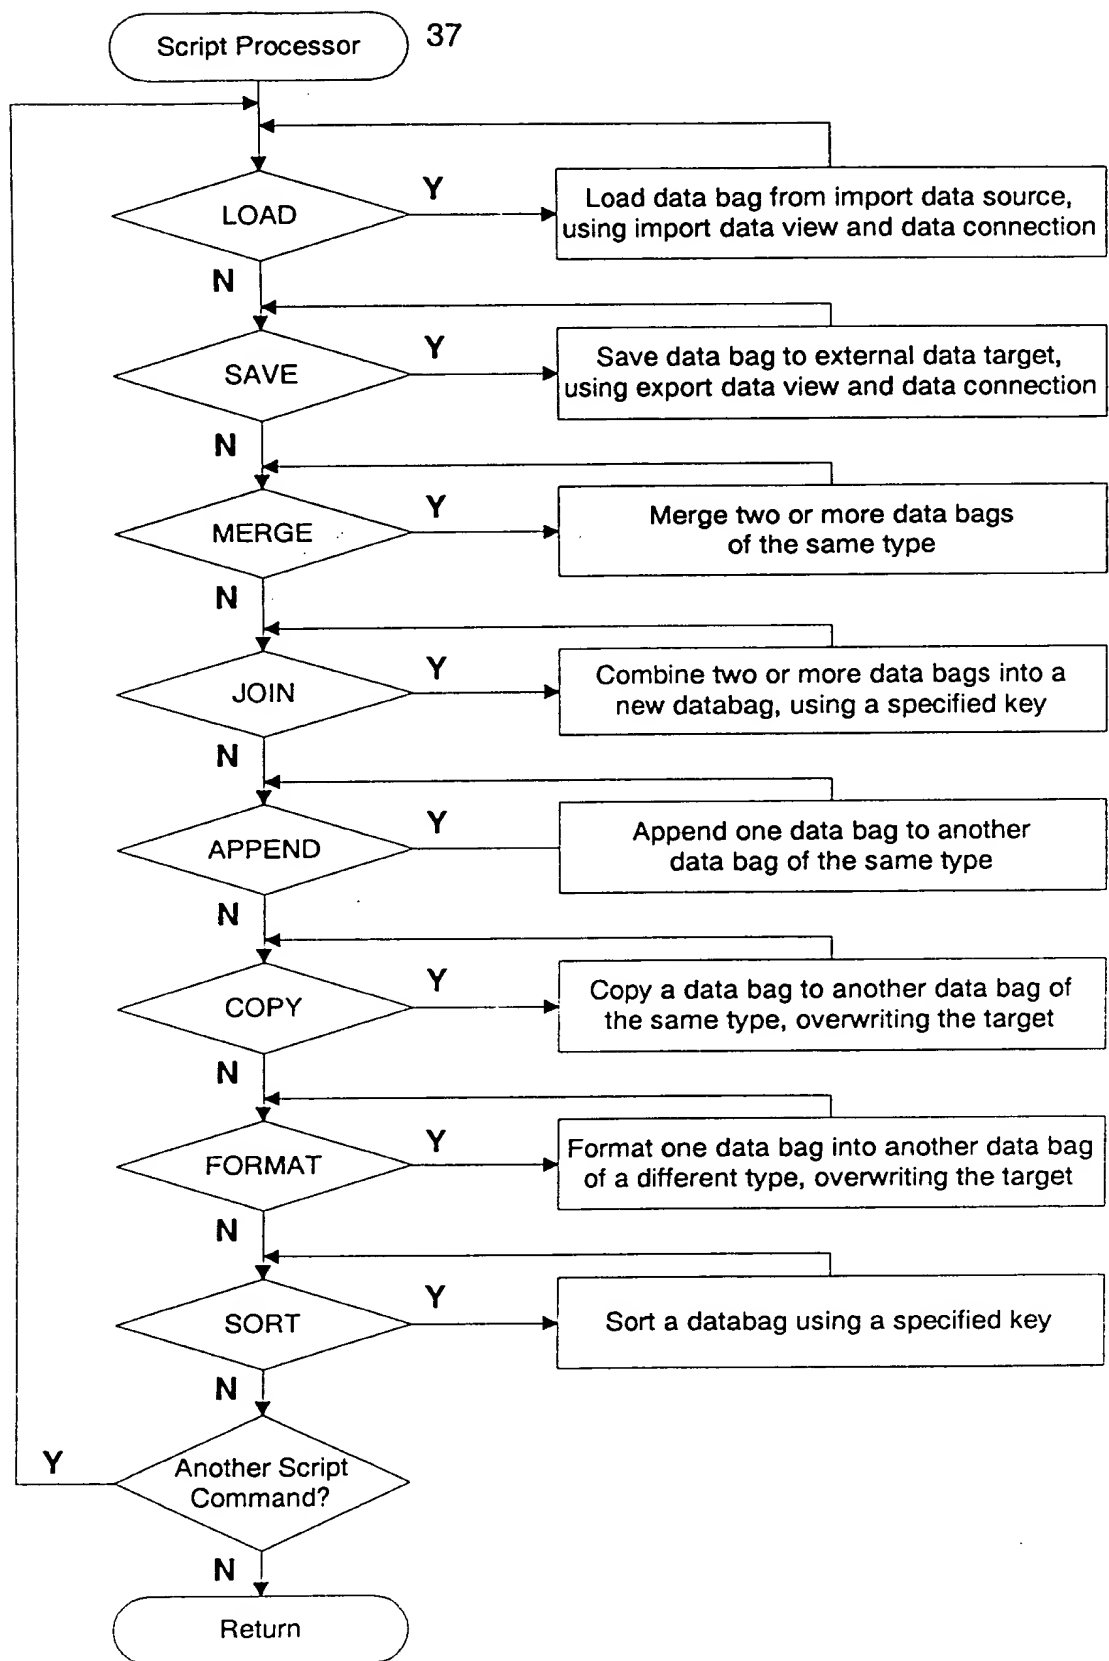 Script Processor
37
LOAD
Y
Load data bag from import data source,
using import data view and data connection
N
SAVE
Y
Save data bag to external data target,
using export data view and data connection
N
MERGE
Y
Merge two or more data bags
of the same type
N
JOIN
Y
Combine two or more data bags into a
new databag, using a specified key
N
APPEND
Y
Append one data bag to another
data bag of the same type
N
COPY
Y
Copy a data bag to another data bag of
the same type, overwriting the target
N
FORMAT
Y
Format one data bag into another data bag
of a different type, overwriting the target
N
SORT
Y
Sort a databag using a specified key
N
Y
Another Script
Command?
N
Return